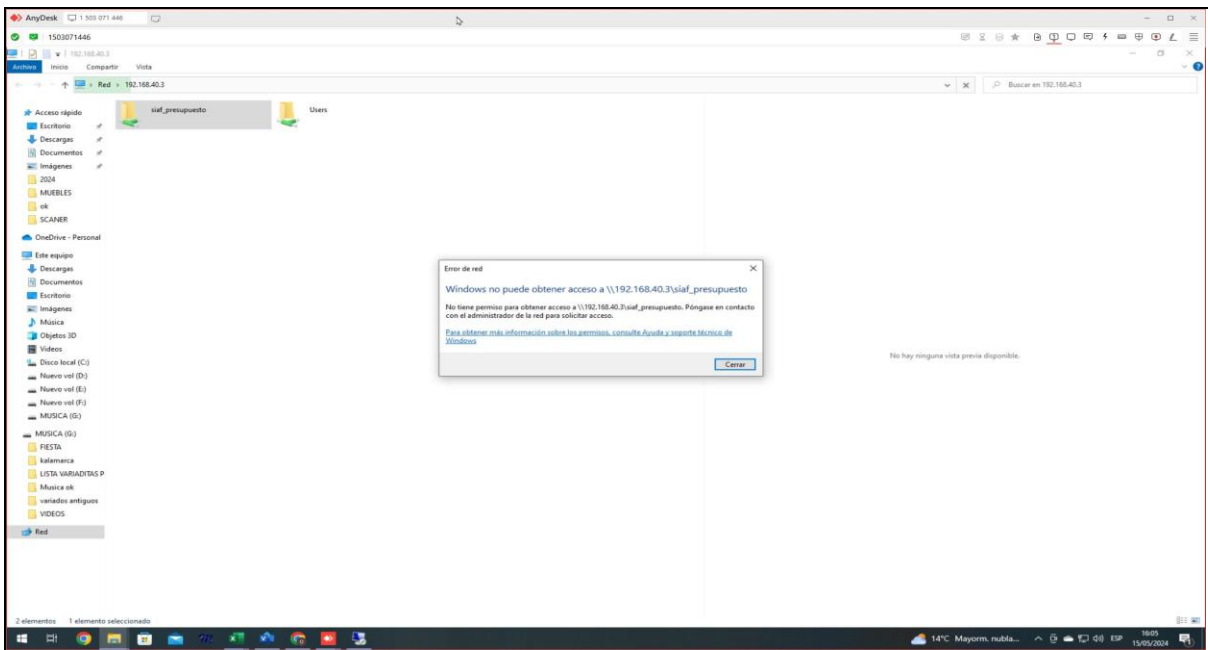 AnyDesk 1 503 071 446
1503071446
192.168.40.3
Archivo Inicio Compartir Vista
Red 192.168.40.3
Buscar en 192.168.40.3
Acceso rápido
Escritorio
Descargas
Documentos
Imágenes
2024
MUEBLES
ok
SCANER
OneDrive - Personal
Este equipo
Descargas
Documentos
Escritorio
Imágenes
Música
Objetos 3D
Videos
Disco local (C:)
Nuevo vol (D:)
Nuevo vol (E:)
Nuevo vol (F:)
MUSICA (G:)
MUSICA (G:)
FIESTA
kalamarca
LISTA VARIADITAS P
Musica ok
variados antiguos
VIDEOS
Red
siaf_presupuesto
Users
Error de red
Windows no puede obtener acceso a \\192.168.40.3\siaf_presupuesto
No tiene permiso para obtener acceso a \\192.168.40.3\siaf_presupuesto. Póngase en contacto
con el administrador de la red para solicitar acceso.
Para obtener más información sobre los permisos, consulte Ayuda y soporte técnico de
Windows
Cerrar
No hay ninguna vista previa disponible.
2 elementos 1 elemento seleccionado
14°C Mayorm. nubla... ESP 16:05
15/05/2024